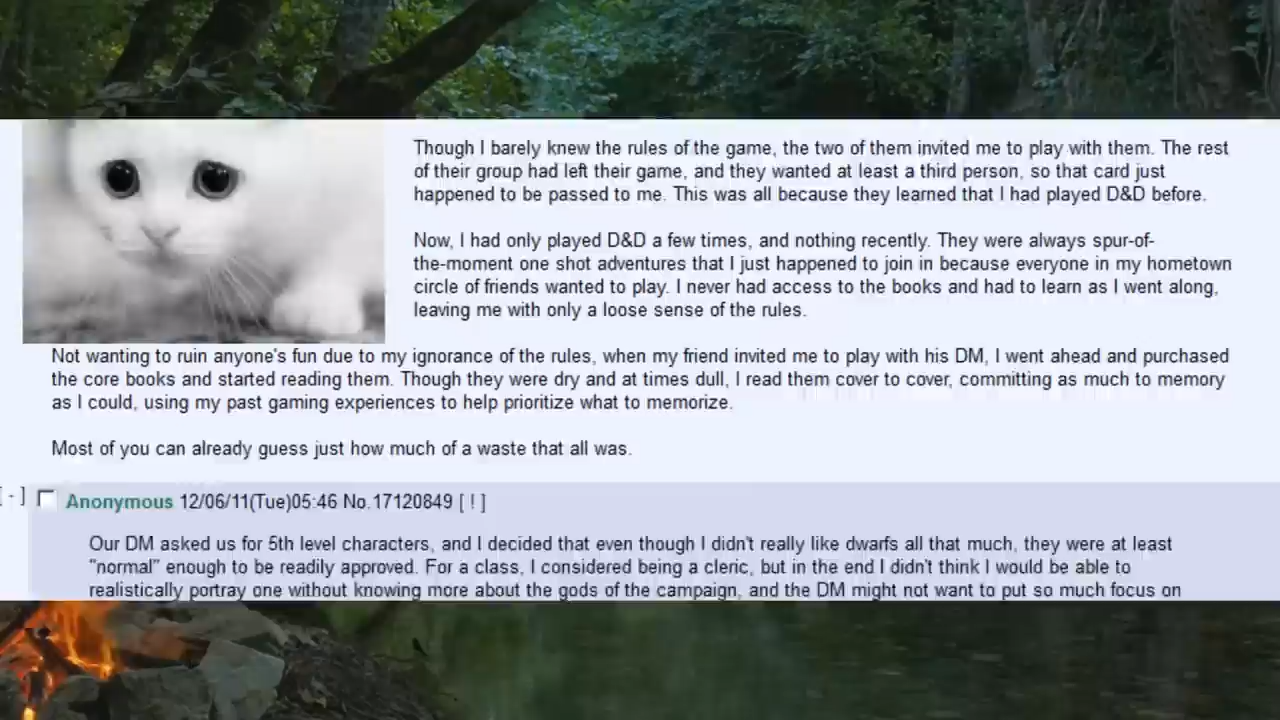 Though I barely knew the rules of the game, the two of them invited me to play with them. The rest
of their group had left their game, and they wanted at least a third person, so that card just
happened to be passed to me. This was all because they learned that I had played D&D before.
Now, I had only played D&D a few times, and nothing recently. They were always spur-of-
the-moment one shot adventures that I just happened to join in because everyone in my hometown
circle of friends wanted to play. I never had access to the books and had to learn as I went along,
leaving me with only a loose sense of the rules.
Not wanting to ruin anyone's fun due to my ignorance of the rules, when my friend invited me to play with his DM, I went ahead and purchased
the core books and started reading them. Though they were dry and at times dull, I read them cover to cover, committing as much to memory
as I could, using my past gaming experiences to help prioritize what to memorize.
Most of you can already guess just how much of a waste that all was.
[ - ] Anonymous 12/06/11(Tue)05:46 No.17120849 [ ! ]
Our DM asked us for 5th level characters, and I decided that even though I didn't really like dwarfs all that much, they were at least
"normal" enough to be readily approved. For a class, I considered being a cleric, but in the end I didn't think I would be able to
realistically portray one without knowing more about the gods of the campaign, and the DM might not want to put so much focus on